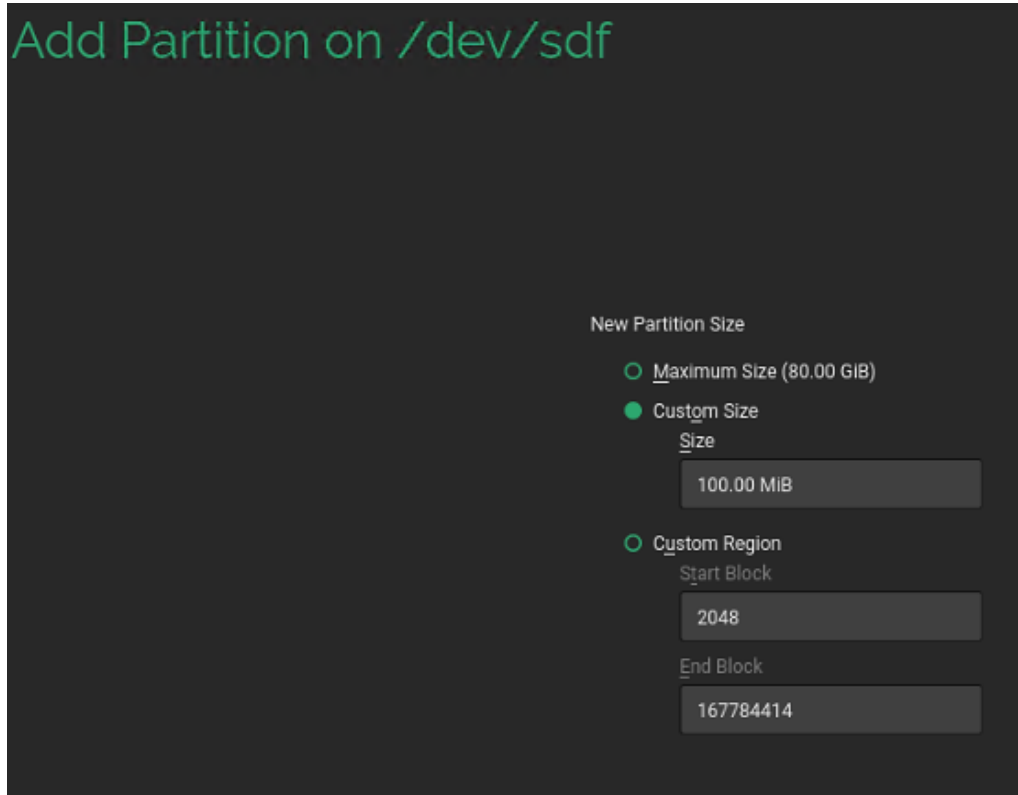 Add Partition on /dev/sdf
New Partition Size
Maximum Size (80.00 GiB)
Custom Size
Size
100.00 MiB
Custom Region
Start Block
2048
End Block
167784414